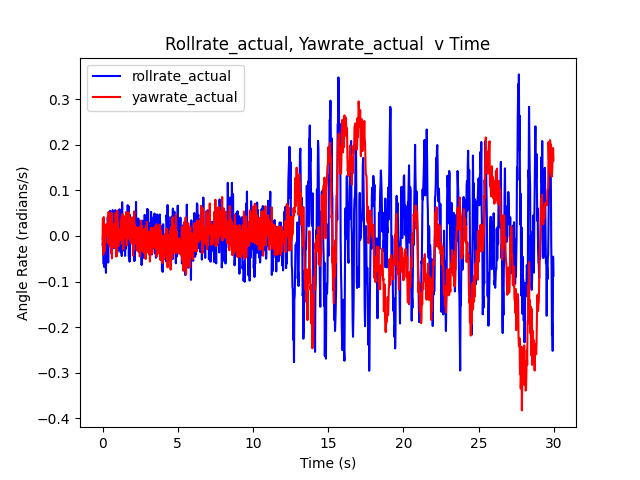 Rollrate_actual, Yawrate_actual  v Time
rollrate_actual
yawrate_actual
Angle Rate (radians/s)
0.3
0.2
0.1
0.0
−0.1
−0.2
−0.3
−0.4
0 5 10 15 20 25 30
Time (s)